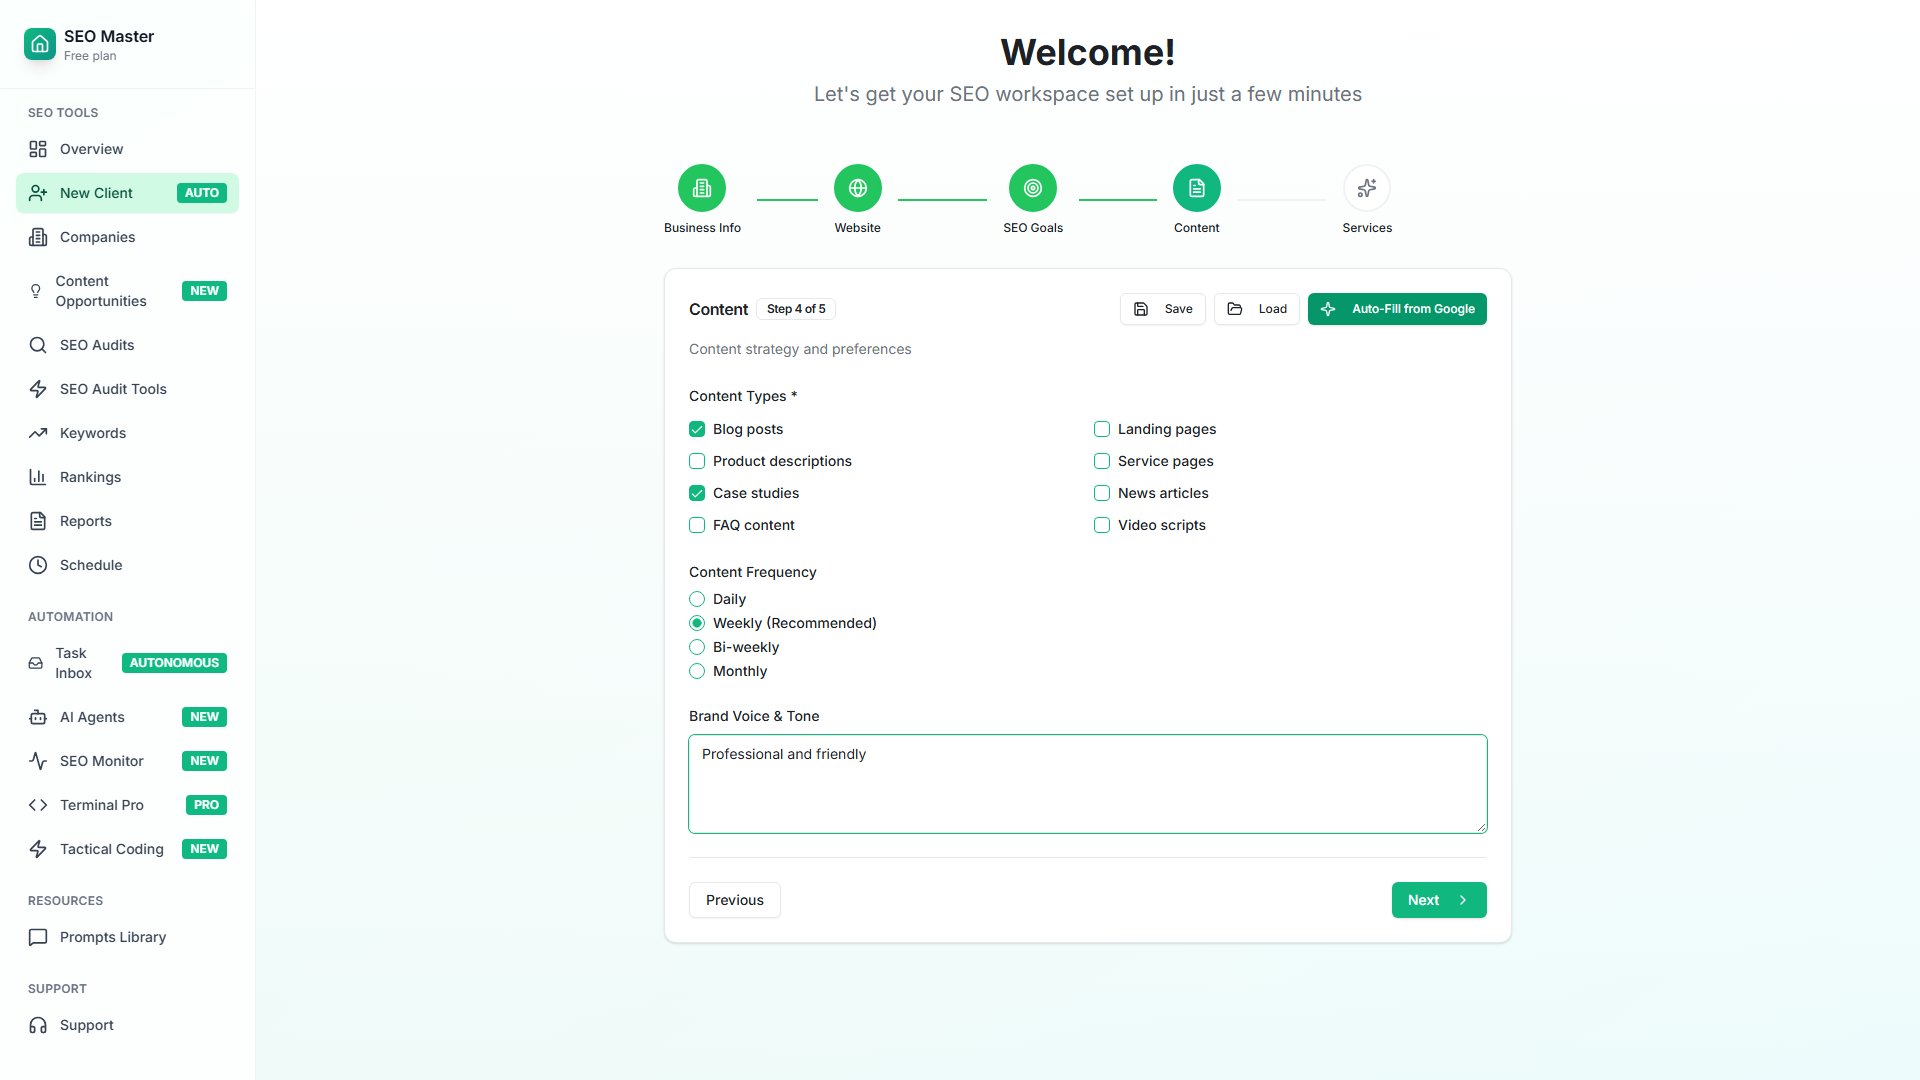 SEO Master
Free plan
SEO TOOLS
Overview
New Client AUTO
Companies
Content
Opportunities NEW
SEO Audits
SEO Audit Tools
Keywords
Rankings
Reports
Schedule
AUTOMATION
Task
Inbox AUTONOMOUS
AI Agents NEW
SEO Monitor NEW
Terminal Pro PRO
Tactical Coding NEW
RESOURCES
Prompts Library
SUPPORT
Support
Welcome!
Let's get your SEO workspace set up in just a few minutes
Business Info Website SEO Goals Content Services
Content Step 4 of 5 Save Load Auto-Fill from Google
Content strategy and preferences
Content Types *
Blog posts Landing pages
Product descriptions Service pages
Case studies News articles
FAQ content Video scripts
Content Frequency
Daily
Weekly (Recommended)
Bi-weekly
Monthly
Brand Voice & Tone
Professional and friendly
Previous Next